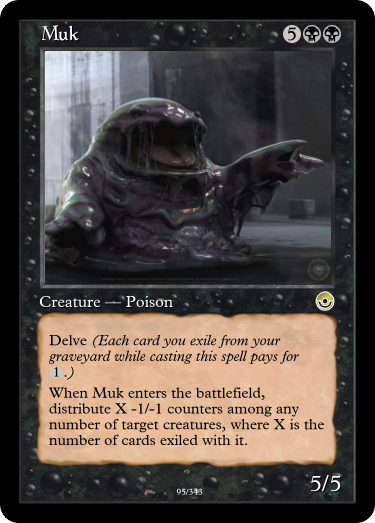 Muk 5
Creature — Poison
Delve (Each card you exile from your
graveyard while casting this spell pays for
1.)
When Muk enters the battlefield,
distribute X -1/-1 counters among any
number of target creatures, where X is the
number of cards exiled with it.
95/333
5/5